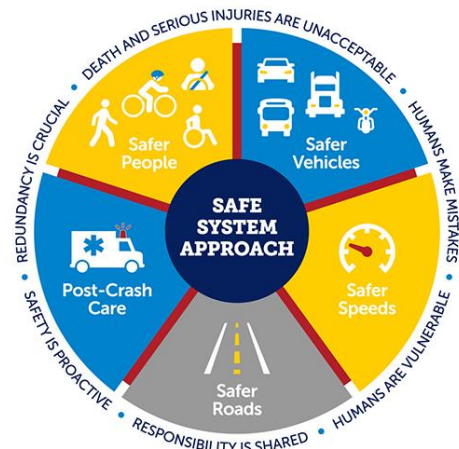 DEATH AND SERIOUS INJURIES ARE UNACCEPTABLE
HUMANS MAKE MISTAKES
HUMANS ARE VULNERABLE
RESPONSIBILITY IS SHARED
SAFETY IS PROACTIVE
REDUNDANCY IS CRUCIAL
Safer
People
Safer
Vehicles
SAFE
SYSTEM
APPROACH
Post-Crash
Care
Safer
Speeds
Safer
Roads